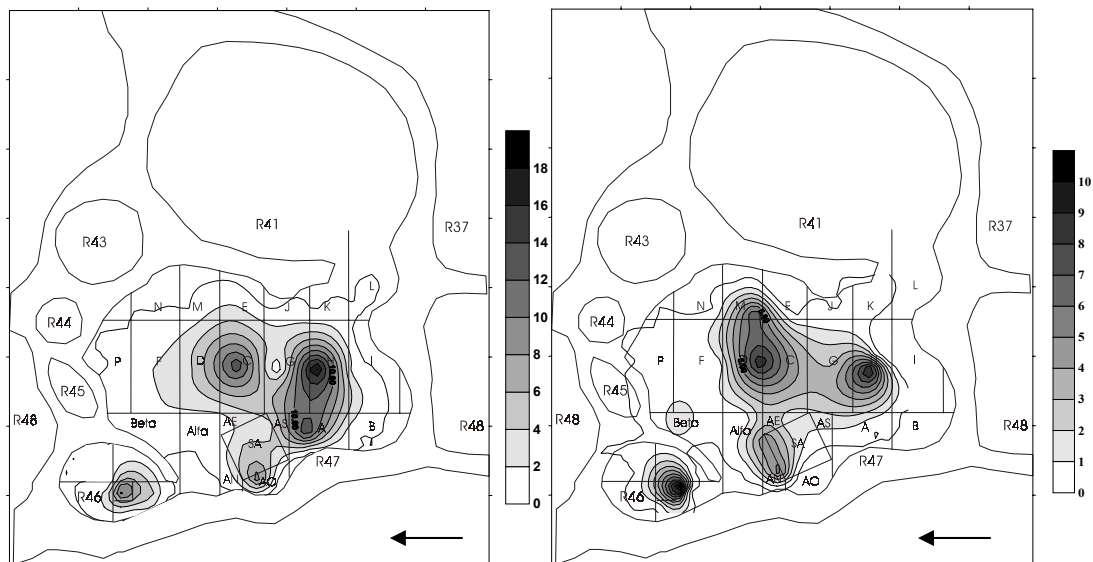 R41
R37
R43
R44
R45
R48
R48
R46
R47
N M E J K L
P F D C G H I
Beta Alfa AE AS A B
SA
AN AO
18
16
14
12
10
8
6
4
2
0
R41
R37
R43
R44
R45
R48
R48
R46
R47
N M E J K L
P F D C G H I
Beta Alfa AE AS A B
SA
AO
10
9
8
7
6
5
4
3
2
1
0